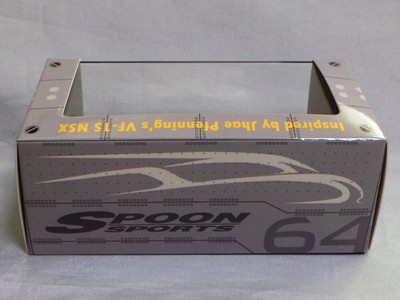 Inspired by Jhae Pfenning's VF-1S NSX
SPOON
SPORTS
64